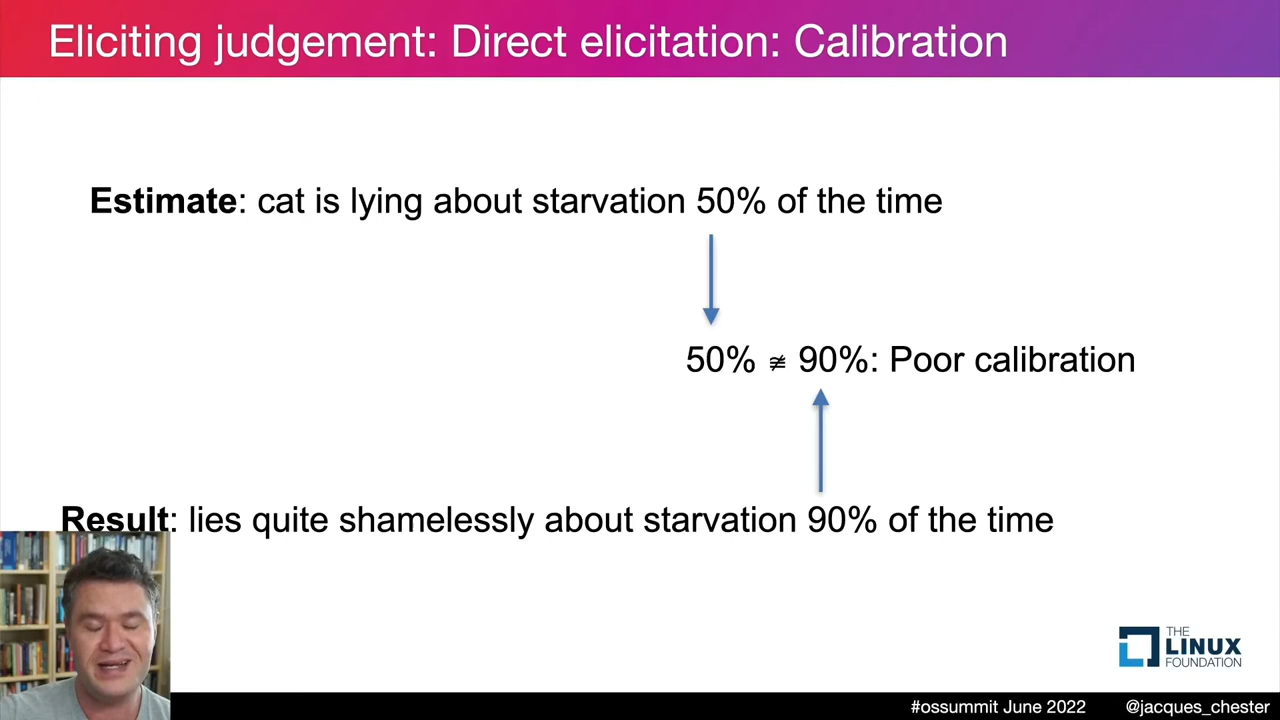 Eliciting judgement: Direct elicitation: Calibration
Estimate: cat is lying about starvation 50% of the time
50% ≇ 90%: Poor calibration
Result: lies quite shamelessly about starvation 90% of the time
THE
LINUX
FOUNDATION
#ossummit June 2022 @jacques_chester